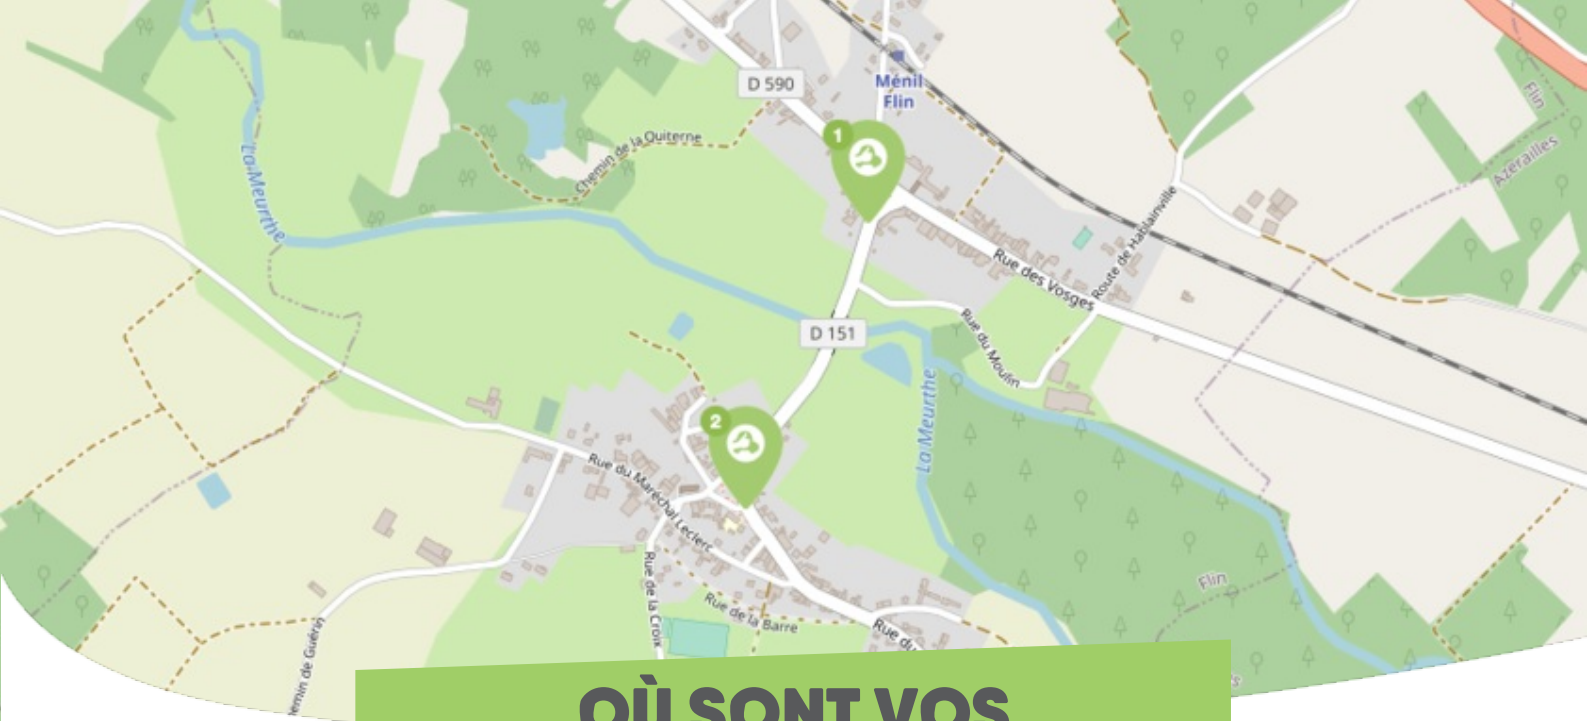 D 590
Ménil
Flin
1
Chemin de la Quiterne
La Meurthe
Flin
Azerailles
Route de Hablainville
Rue des Vosges
Rue du Moulin
D 151
La Meurthe
2
Rue du Maréchal Leclerc
Rue de la Croix
Rue de la Barre
Rue du
Flin
emin de Guérin
OÙ SONT VOS